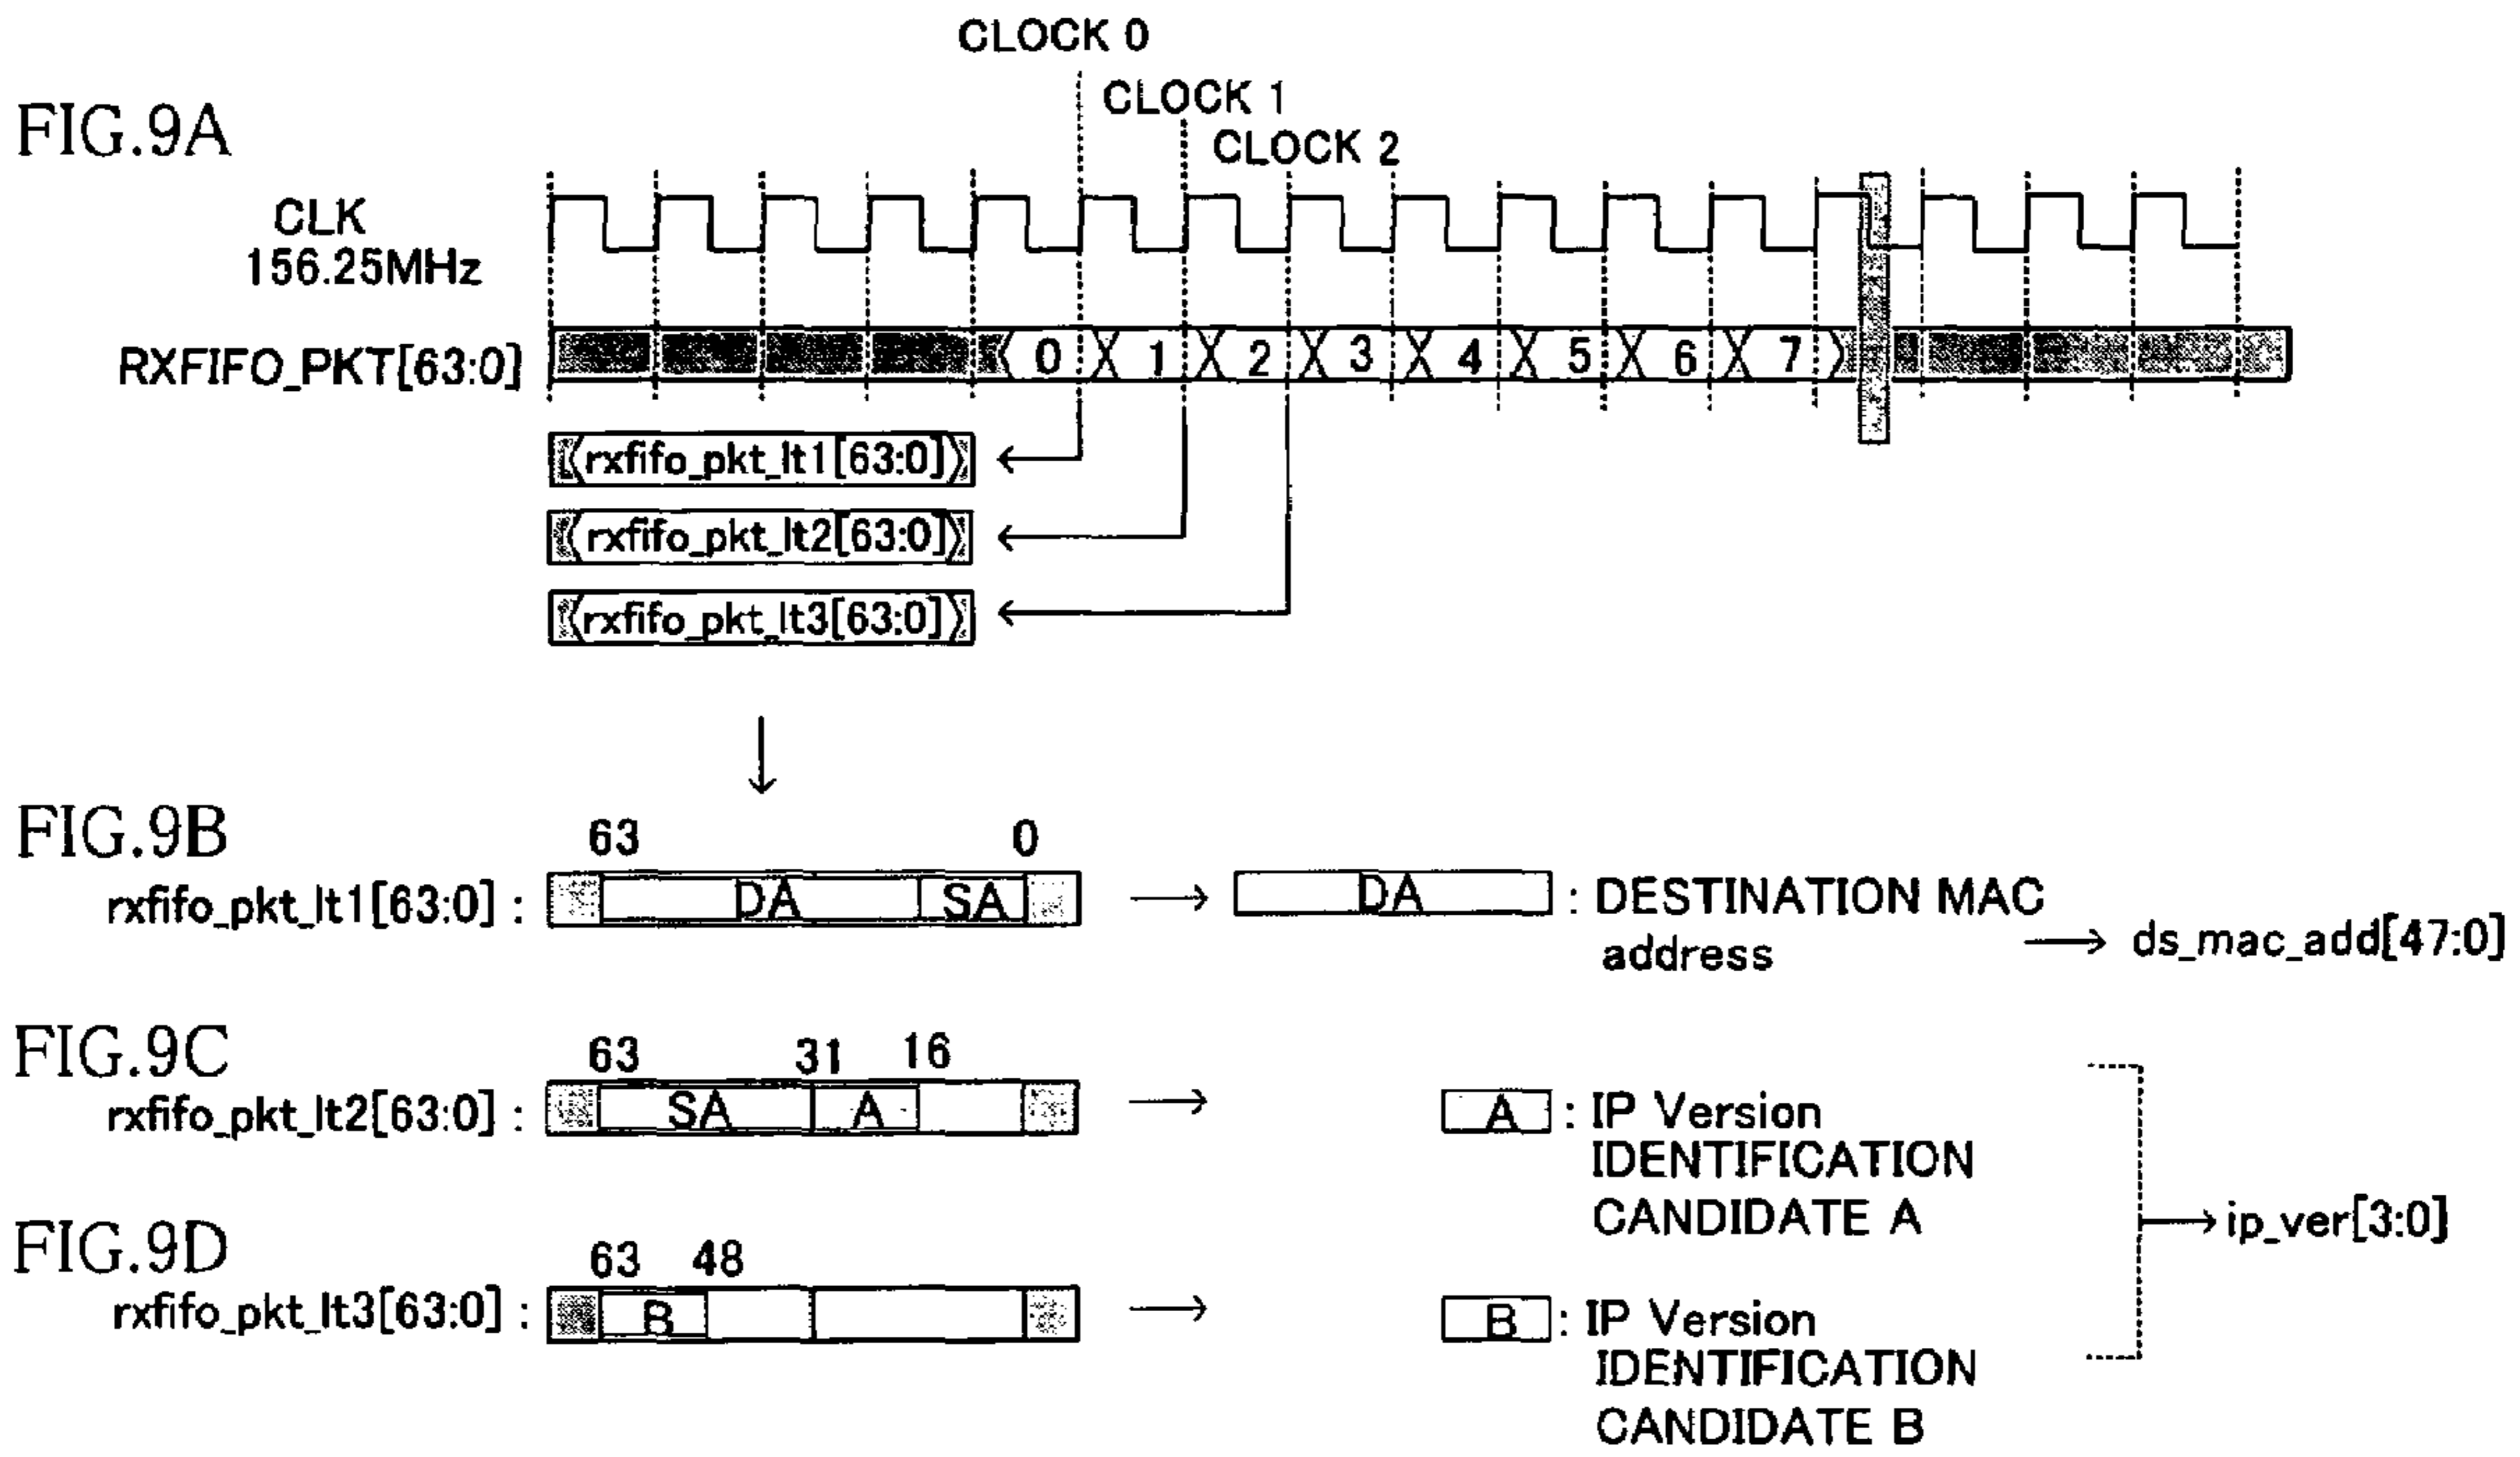 CLOCK 0
CLOCK 1
CLOCK 2
FIG.9A
CLK
156.25MHz
RXFIFO_PKT[63:0]
0 1 2 3 4 5 6 7
rxfifo_pkt_lt1[63:0]
rxfifo_pkt_lt2[63:0]
rxfifo_pkt_lt3[63:0]
FIG.9B
63 0
rxfifo_pkt_lt1[63:0] : DA SA DA : DESTINATION MAC
address
ds_mac_add[47:0]
FIG.9C
63 31 16
rxfifo_pkt_lt2[63:0] : SA A A : IP Version
IDENTIFICATION
CANDIDATE A
ip_ver[3:0]
FIG.9D
63 48
rxfifo_pkt_lt3[63:0] : B B : IP Version
IDENTIFICATION
CANDIDATE B